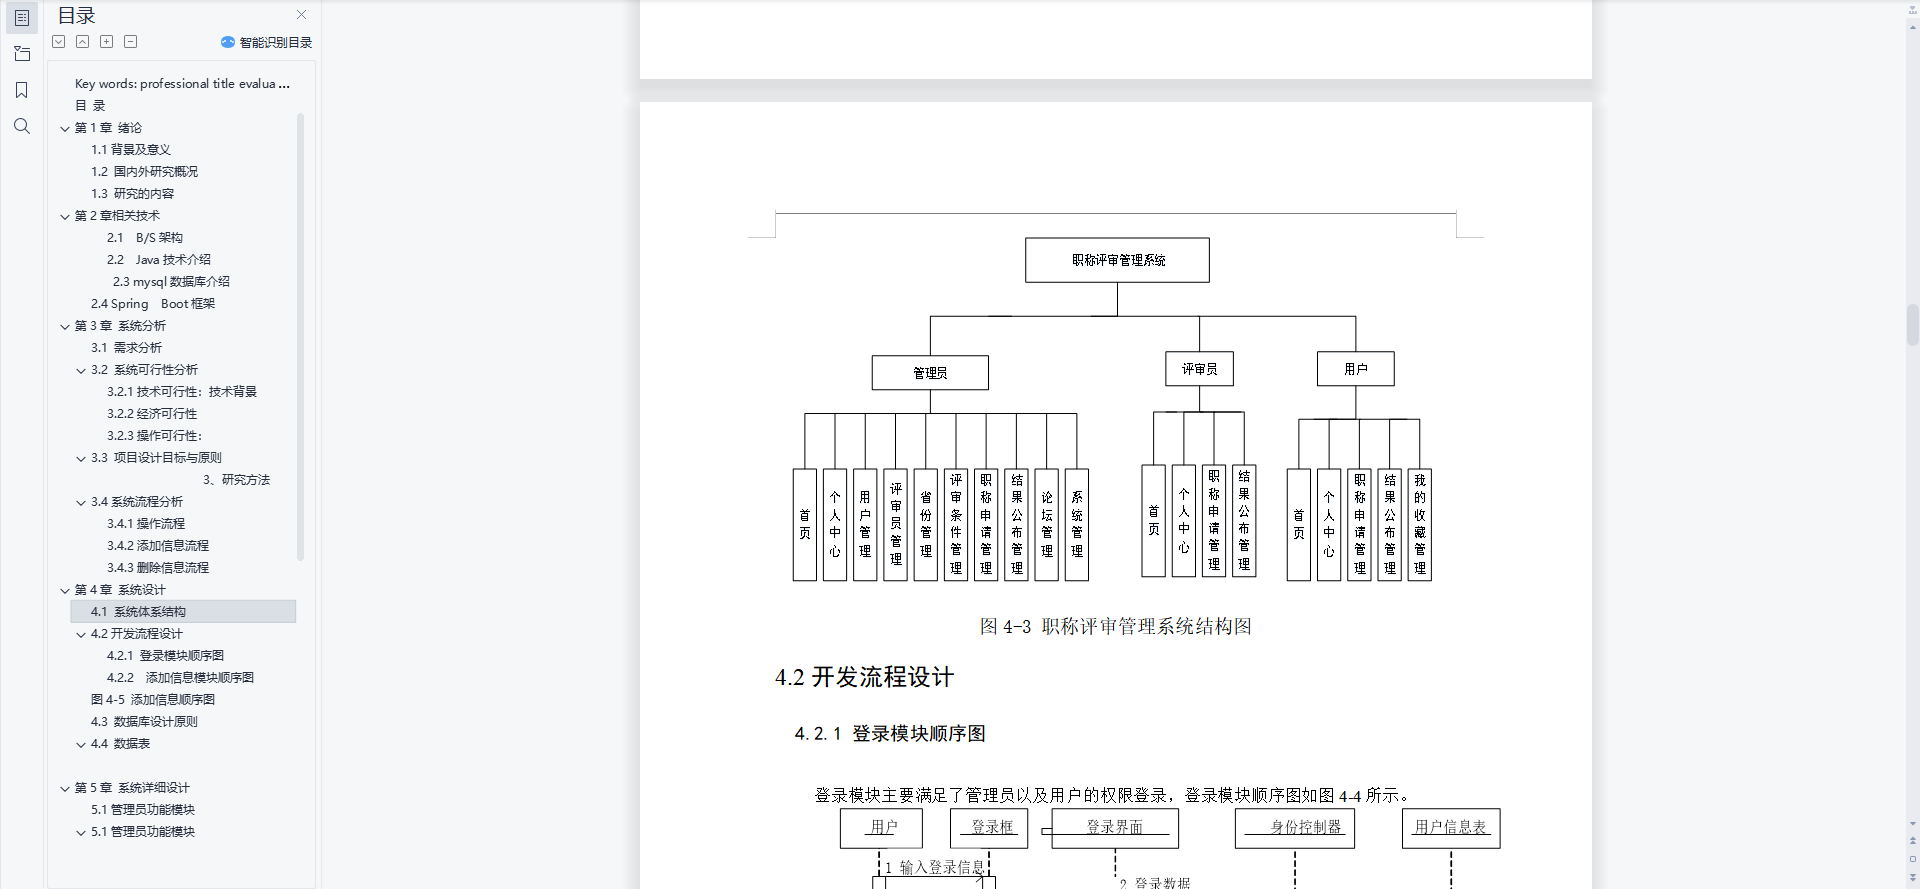 目录
智能识别目录
Key words: professional title evalua ...
目 录
第 1 章 绪论
1.1 背景及意义
1.2 国内外研究概况
1.3 研究的内容
第 2 章相关技术
2.1 B/S 架构
2.2 Java 技术介绍
2.3 mysql 数据库介绍
2.4 Spring Boot 框架
第 3 章 系统分析
3.1 需求分析
3.2 系统可行性分析
3.2.1 技术可行性：技术背景
3.2.2 经济可行性
3.2.3 操作可行性：
3.3 项目设计目标与原则
3、研究方法
3.4 系统流程分析
3.4.1 操作流程
3.4.2 添加信息流程
3.4.3 删除信息流程
第 4 章 系统设计
4.1 系统体系结构
4.2 开发流程设计
4.2.1 登录模块顺序图
4.2.2 添加信息模块顺序图
图 4-5 添加信息顺序图
4.3 数据库设计原则
4.4 数据表
第 5 章 系统详细设计
5.1 管理员功能模块
5.1 管理员功能模块
职称评审管理系统
管理员
评审员
用户
首页
个人中心
用户管理
评审员管理
省份管理
评审条件管理
职称申请管理
结果公布管理
论坛管理
系统管理
首页
个人中心
职称申请管理
结果公布管理
首页
个人中心
职称申请管理
结果公布管理
我的收藏管理
图 4-3 职称评审管理系统结构图
4.2 开发流程设计
4.2.1 登录模块顺序图
登录模块主要满足了管理员以及用户的权限登录，登录模块顺序图如图 4-4 所示。
用户
登录框
登录界面
身份控制器
用户信息表
1 输入登录信息
2 登录数据